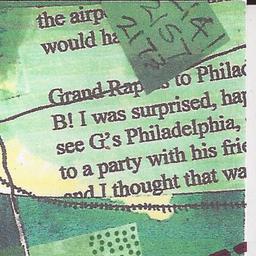 the airp
would ha
Grand Rapids to Philad
B! I was surprised, hap
see G.'s Philadelphia,
to a party with his frie
and I thought that wa